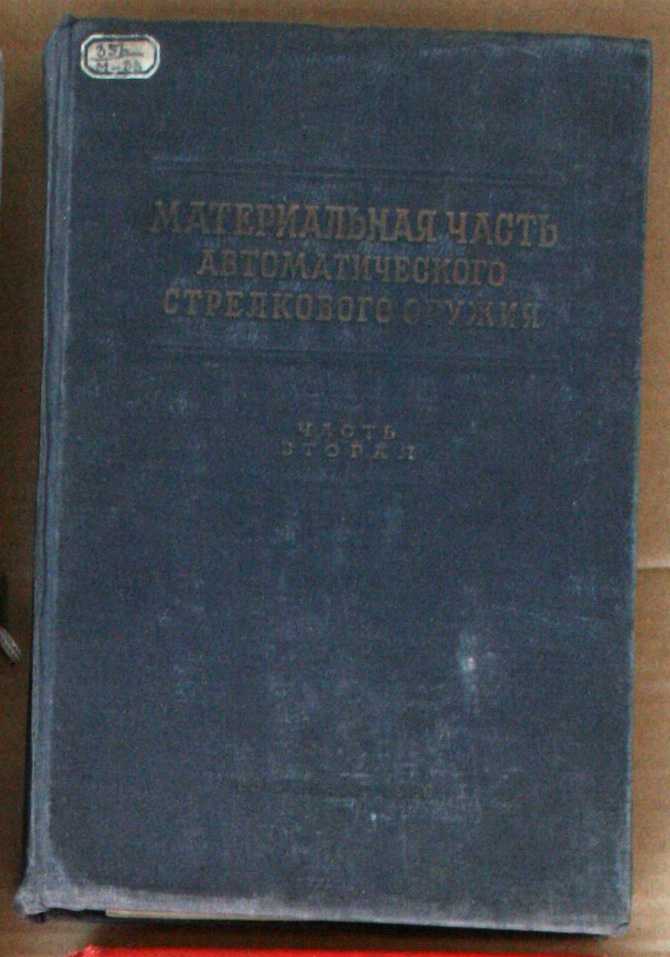 МАТЕРИАЛЬНАЯ ЧАСТЬ
АВТОМАТИЧЕСКОГО
СТРЕЛКОВОГО ОРУЖИЯ
ЧАСТЬ
ВТОРАЯ